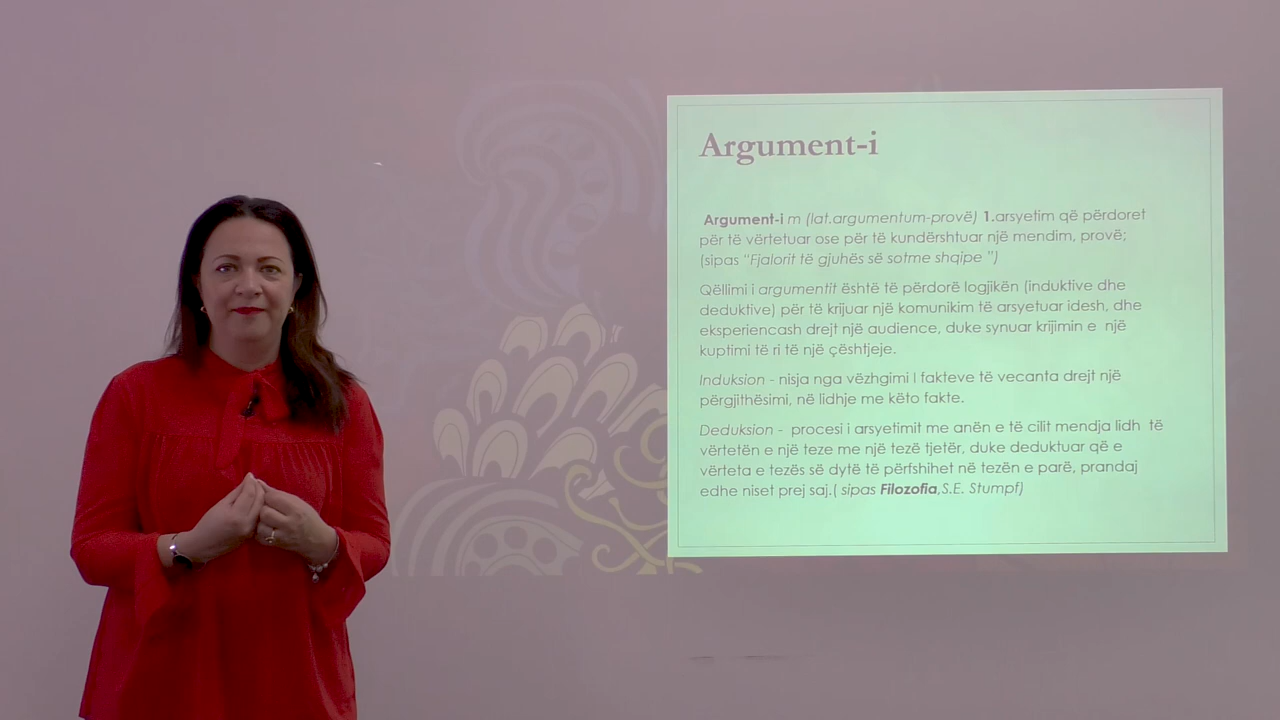 Argument-i
Argument-i m (lat.argumentum-provë) 1.arsyetim që përdoret
për të vërtetuar ose për të kundërshtuar një mendim, provë;
(sipas "Fjalorit të gjuhës së sotme shqipe ")
Qëllimi i argumentit është të përdorë logjikën (induktive dhe
deduktive) për të krijuar një komunikim të arsyetuar idesh, dhe
eksperiencash drejt një audience, duke synuar krijimin e një
kuptimi të ri të një çështjeje.
Induksion - nisja nga vëzhgimi I fakteve të vecanta drejt një
përgjithësimi, në lidhje me këto fakte.
Deduksion - procesi i arsyetimit me anën e të cilit mendja lidh të
vërtetën e një teze me një tezë tjetër, duke deduktuar që e
vërteta e tezës së dytë të përfshihet në tezën e parë, prandaj
edhe niset prej saj.( sipas Filozofia,S.E. Stumpf)